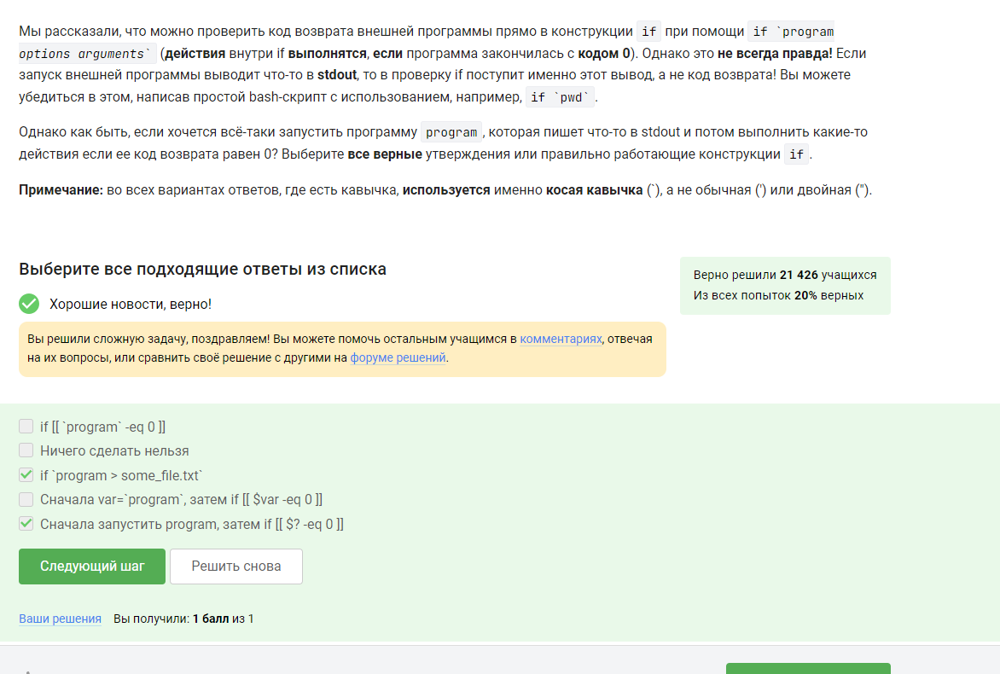 Мы рассказали, что можно проверить код возврата внешней программы прямо в конструкции if при помощи if `program
options arguments` (действия внутри if выполнятся, если программа закончилась с кодом 0). Однако это не всегда правда! Если
запуск внешней программы выводит что-то в stdout, то в проверку if поступит именно этот вывод, а не код возврата! Вы можете
убедиться в этом, написав простой bash-скрипт с использованием, например, if `pwd`.
Однако как быть, если хочется всё-таки запустить программу program, которая пишет что-то в stdout и потом выполнить какие-то
действия если ее код возврата равен 0? Выберите все верные утверждения или правильно работающие конструкции if.
Примечание: во всех вариантах ответов, где есть кавычка, используется именно косая кавычка (`), а не обычная (') или двойная (").
Выберите все подходящие ответы из списка
Верно решили 21 426 учащихся
Из всех попыток 20% верных
Хорошие новости, верно!
Вы решили сложную задачу, поздравляем! Вы можете помочь остальным учащимся в комментариях, отвечая
на их вопросы, или сравнить своё решение с другими на форуме решений.
if [[ `program` -eq 0 ]]
Ничего сделать нельзя
if `program > some_file.txt`
Сначала var=`program`, затем if [[ $var -eq 0 ]]
Сначала запустить program, затем if [[ $? -eq 0 ]]
Следующий шаг
Решить снова
Ваши решения Вы получили: 1 балл из 1